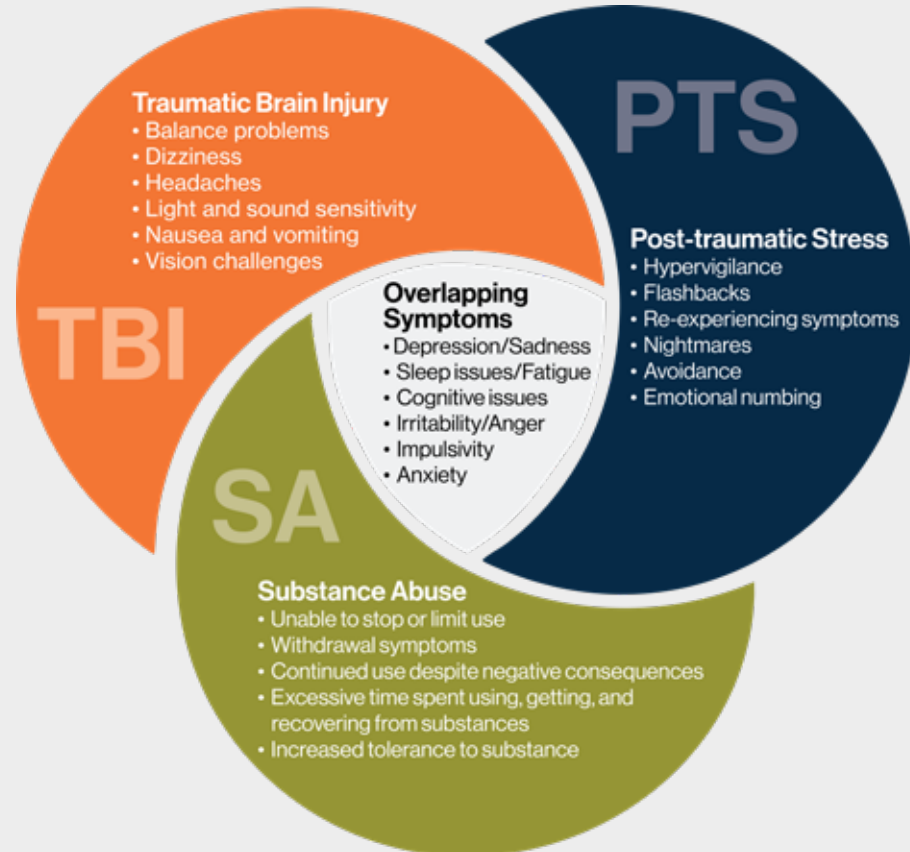 TBI
Traumatic Brain Injury
• Balance problems
• Dizziness
• Headaches
• Light and sound sensitivity
• Nausea and vomiting
• Vision challenges
PTS
Post-traumatic Stress
• Hypervigilance
• Flashbacks
• Re-experiencing symptoms
• Nightmares
• Avoidance
• Emotional numbing
Overlapping
Symptoms
• Depression/Sadness
• Sleep issues/Fatigue
• Cognitive issues
• Irritability/Anger
• Impulsivity
• Anxiety
SA
Substance Abuse
• Unable to stop or limit use
• Withdrawal symptoms
• Continued use despite negative consequences
• Excessive time spent using, getting, and
recovering from substances
• Increased tolerance to substance